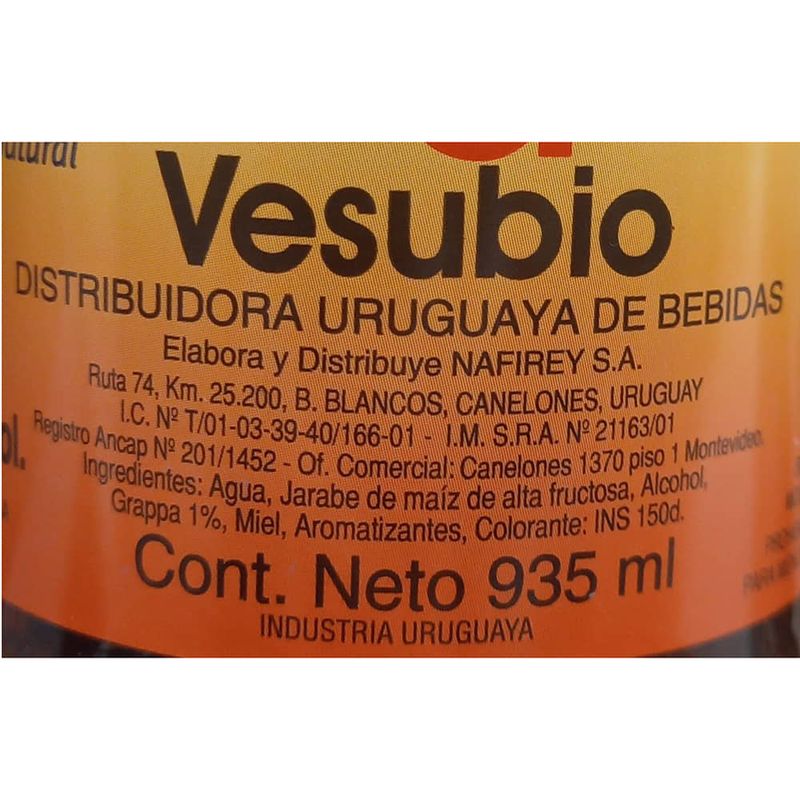 Vesubio
DISTRIBUIDORA URUGUAYA DE BEBIDAS
Elabora y Distribuye NAFIREY S.A.
Ruta 74, Km. 25.200, B. BLANCOS, CANELONES, URUGUAY
I.C. Nº T/01-03-39-40/166-01 - I.M. S.R.A. Nº 21163/01
Registro Ancap Nº 201/1452 - Of. Comercial: Canelones 1370 piso 1 Montevideo.
Ingredientes: Agua, Jarabe de maíz de alta fructosa, Alcohol,
Grappa 1%, Miel, Aromatizantes, Colorante: INS 150d.
Cont. Neto 935 ml
INDUSTRIA URUGUAYA